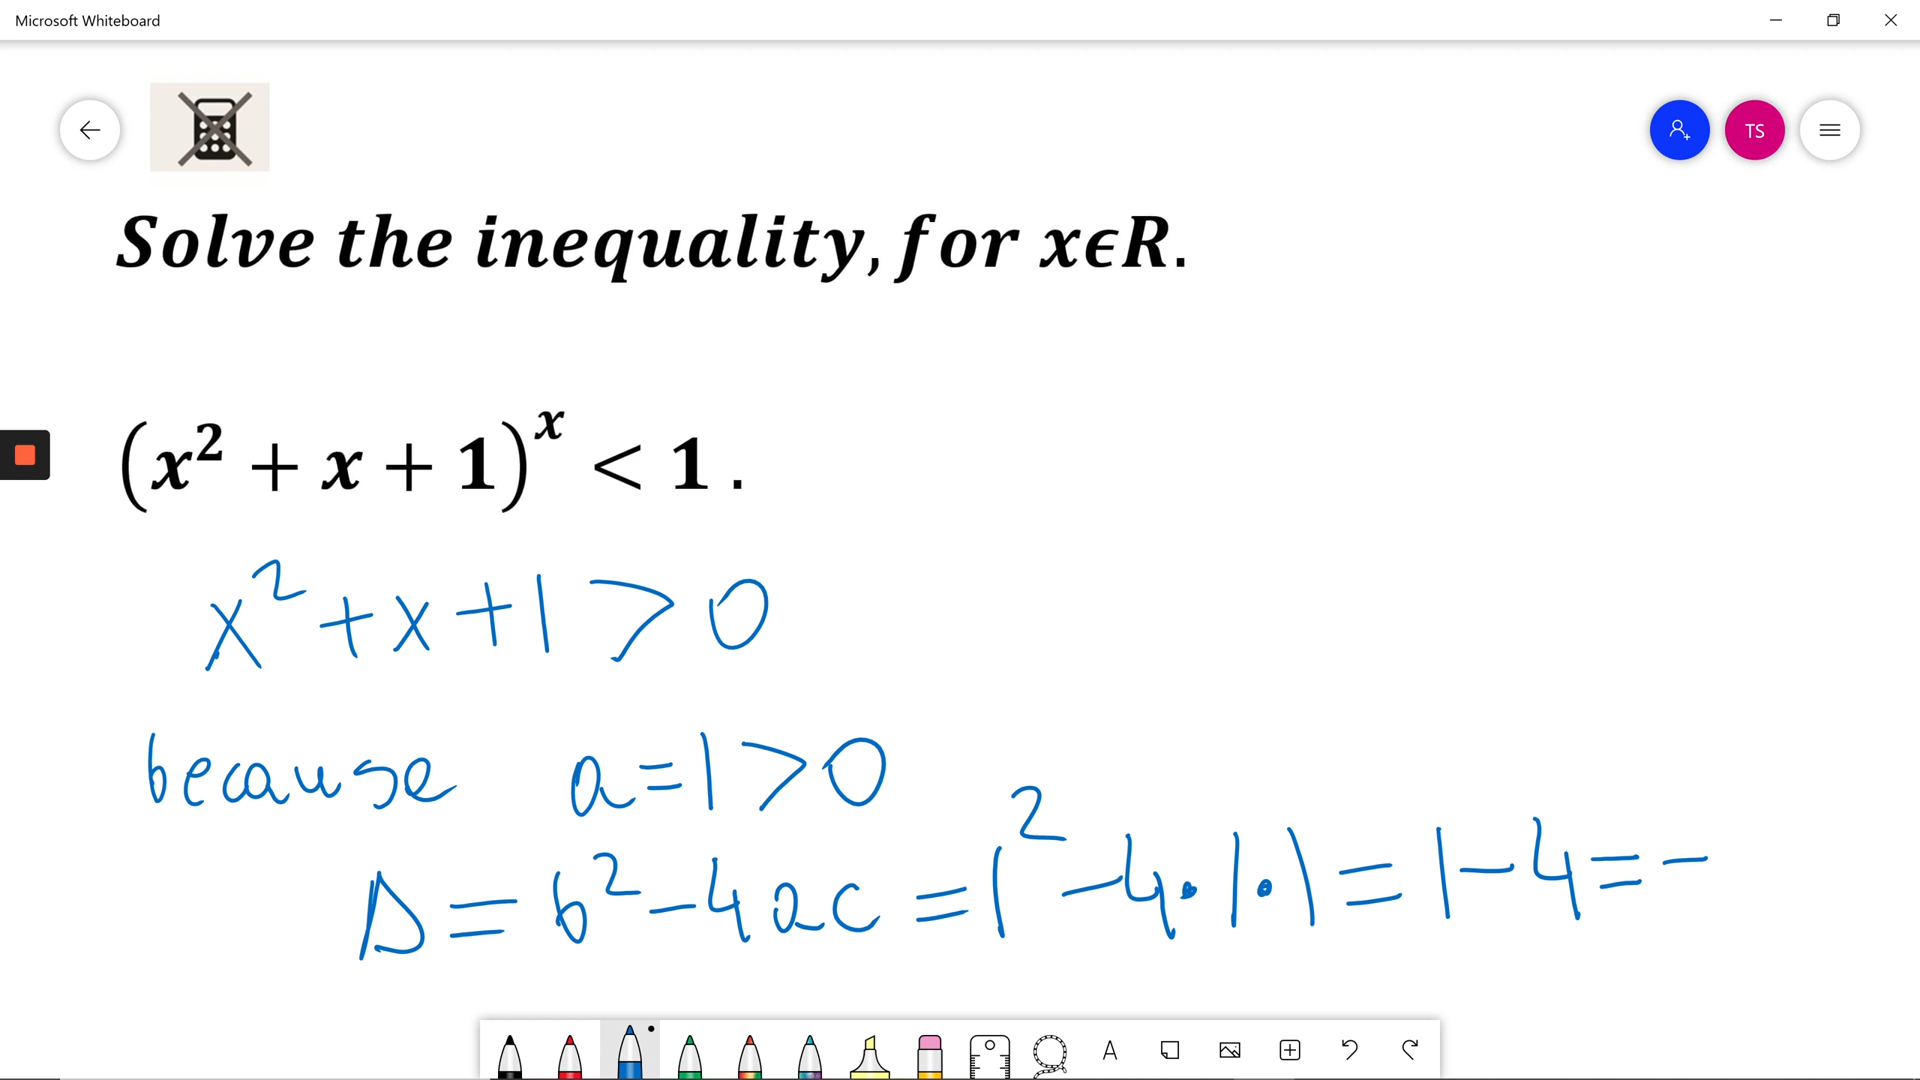 Microsoft Whiteboard
TS
Solve the inequality, for xϵR.
(x² + x + 1)ˣ < 1 .
x² + x + 1 > 0
because a = 1 > 0
Δ = b² - 4ac = 1² - 4 · 1 · 1 = 1 - 4 = -
A